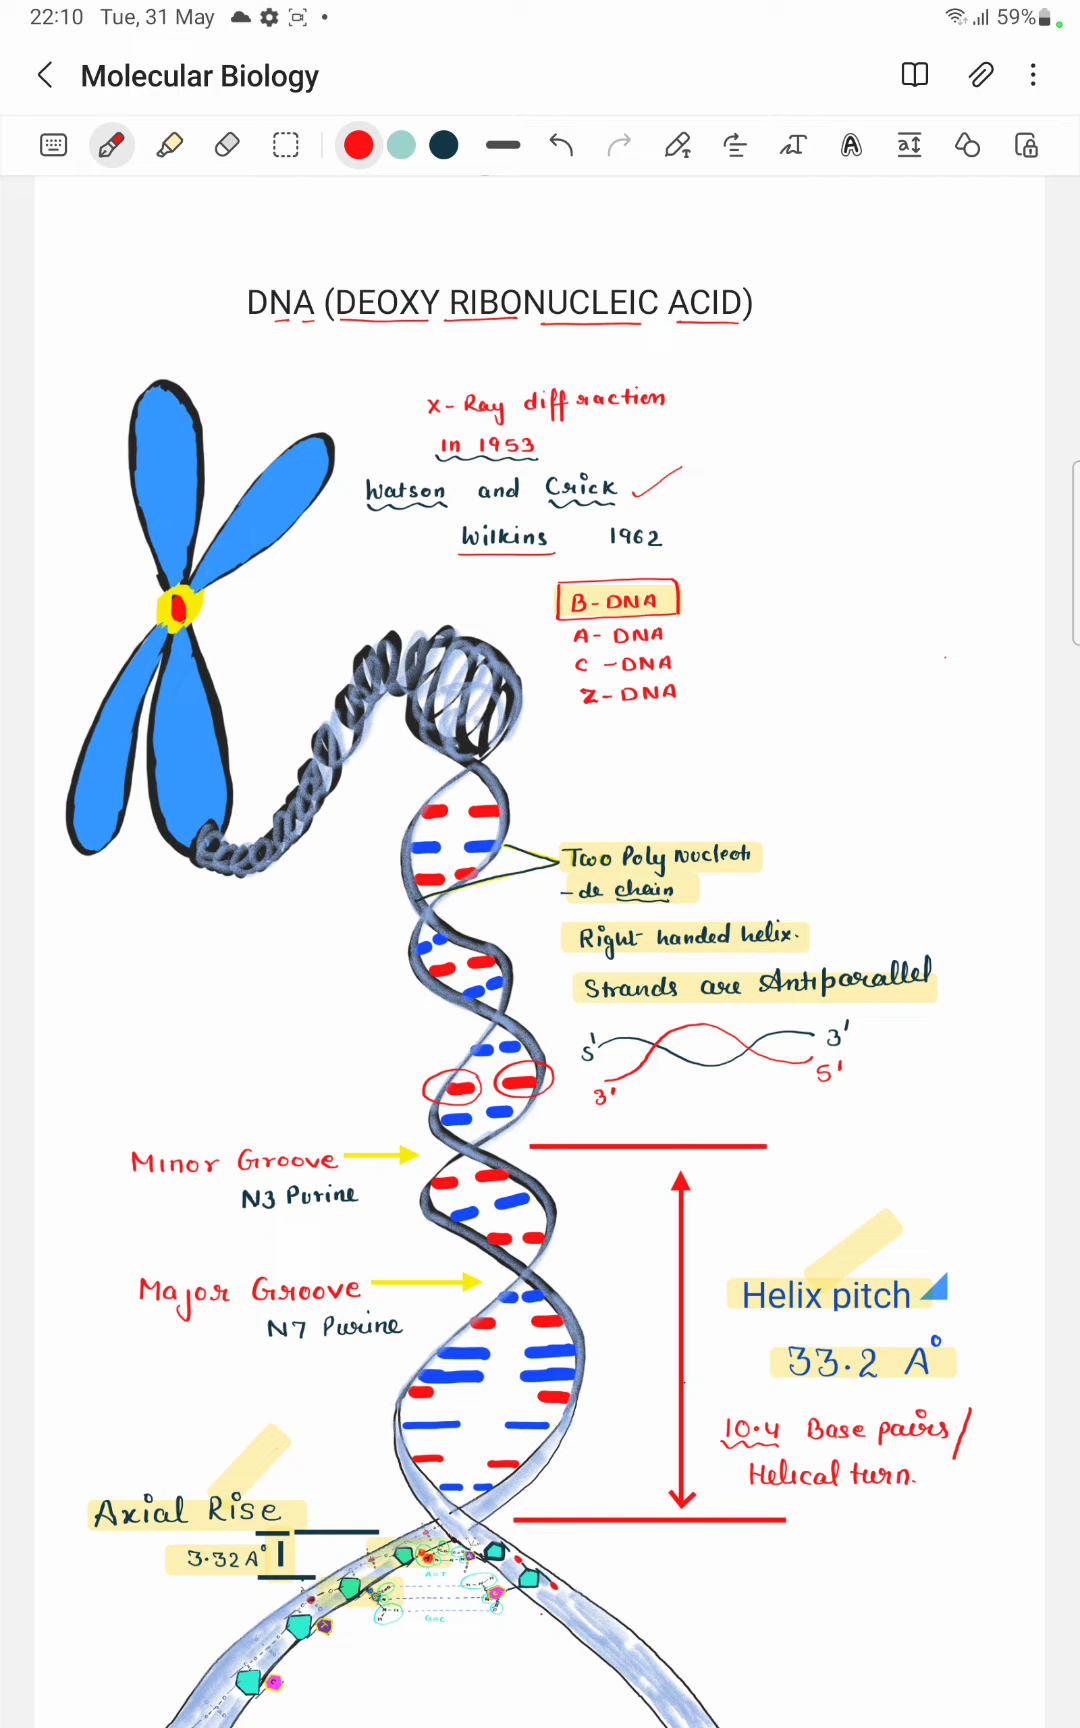 22:10 Tue, 31 May
59%
Molecular Biology
DNA (DEOXY RIBONUCLEIC ACID)
X-Ray diffraction
In 1953
Watson and Crick
Wilkins 1962
B-DNA
A-DNA
C-DNA
Z-DNA
Two Poly Nucleoti
-de chain
Right handed helix.
Strands are Antiparallel
5' 3'
3' 5'
Minor Groove
N3 Purine
Major Groove
N7 Purine
Helix pitch
33.2 A°
10.4 Base pairs/
Helical turn.
Axial Rise
3.32 A°
A=T
G≡C